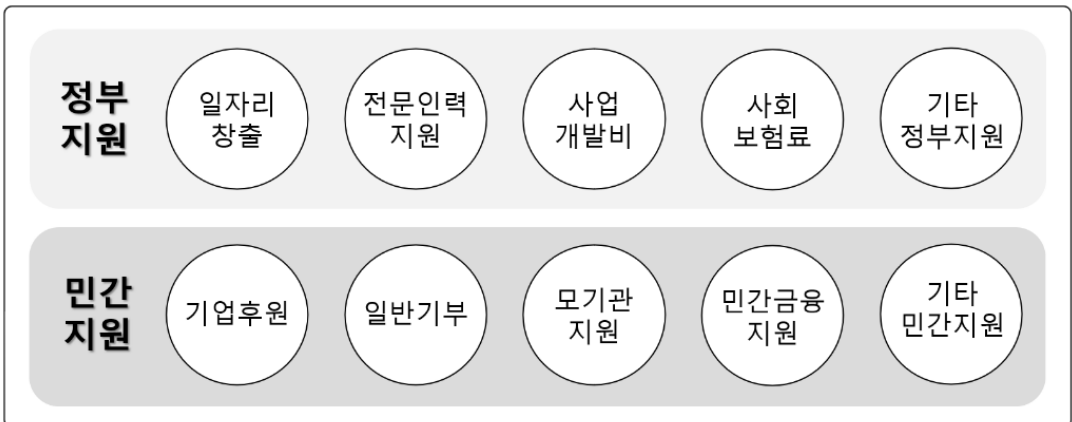 정부
지원
일자리
창출
전문인력
지원
사업
개발비
사회
보험료
기타
정부지원
민간
지원
기업후원
일반기부
모기관
지원
민간금융
지원
기타
민간지원